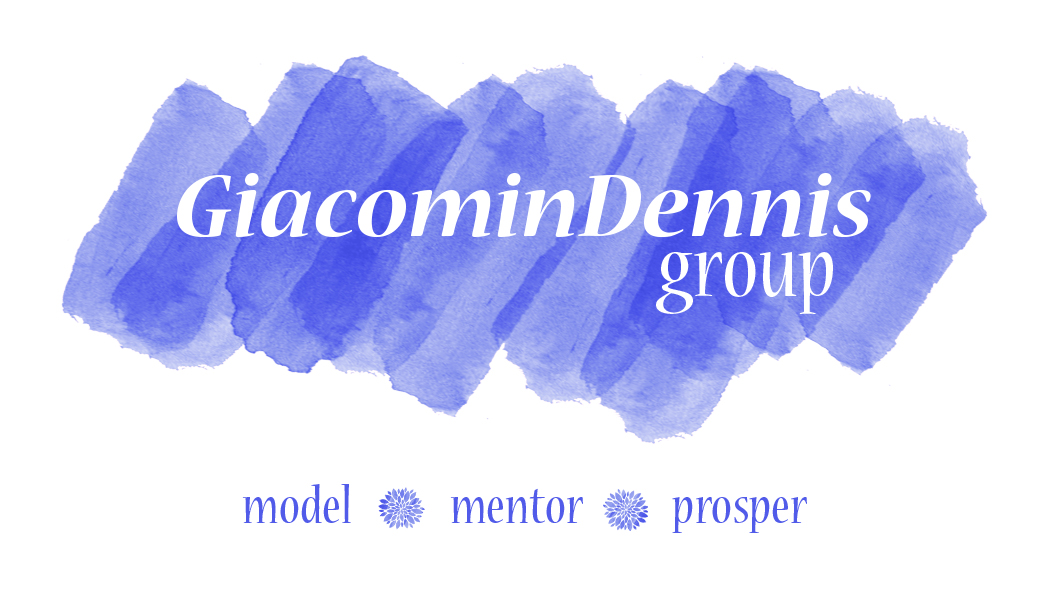 GiacominDennis
group
model mentor prosper